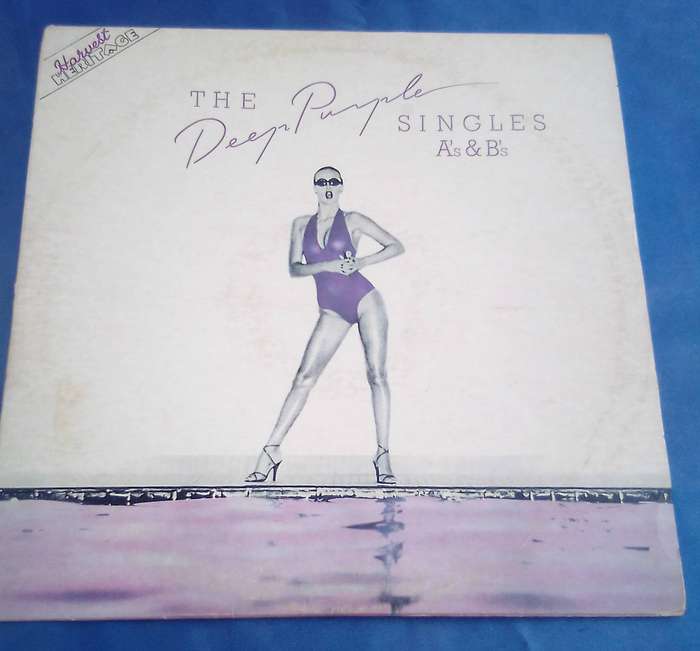 Harvest
HERITAGE
THE Deep Purple SINGLES
A's & B's